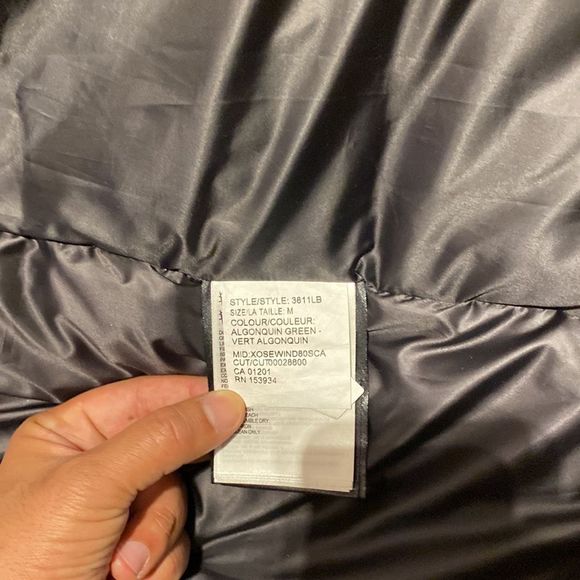 STYLE/STYLE: 3811LB
SIZE/LA TAILLE: M
COLOUR/COULEUR:
ALGONQUIN GREEN -
VERT ALGONQUIN
MID:XOSEWIND80SCA
CUT/CUT00028800
CA 01201
RN 153934